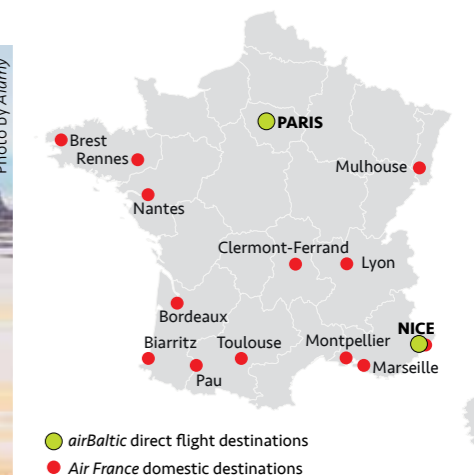 Photo by Alamy
PARIS
Brest
Rennes
Mulhouse
Nantes
Clermont-Ferrand
Lyon
Bordeaux
NICE
Biarritz Toulouse Montpellier
Marseille
Pau
airBaltic direct flight destinations
Air France domestic destinations